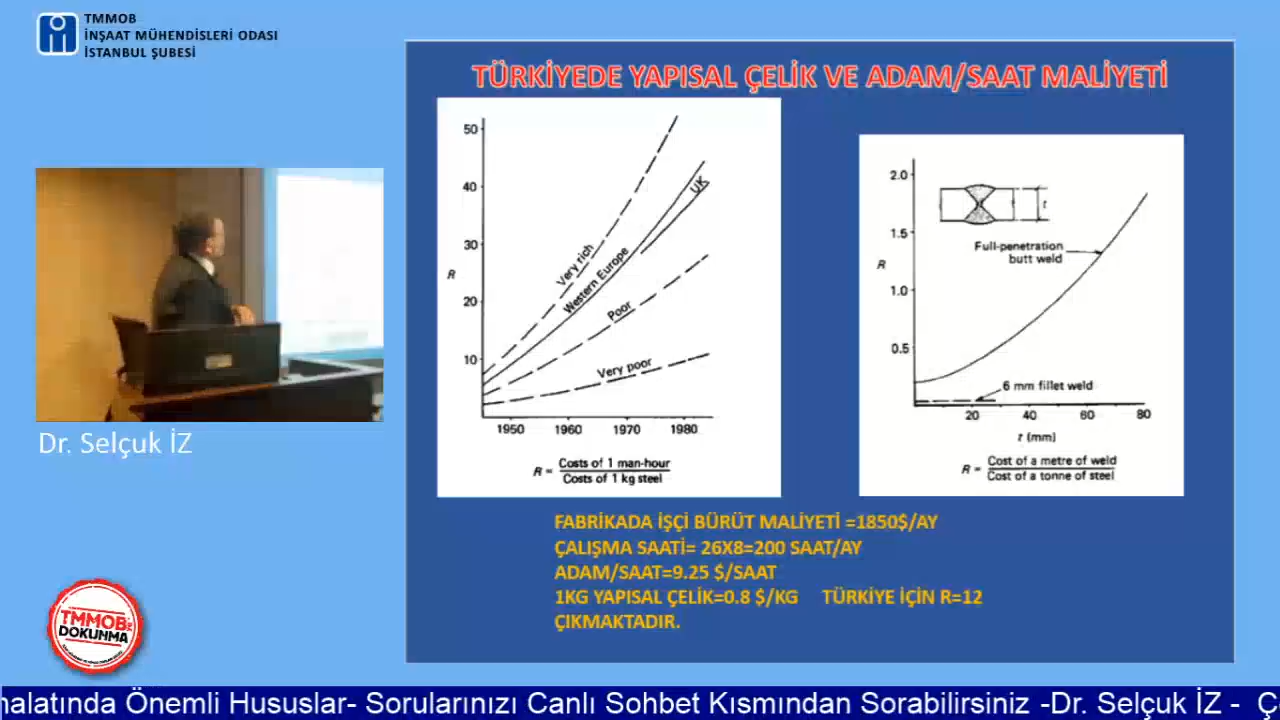 TMMOB
İNŞAAT MÜHENDİSLERİ ODASI
İSTANBUL ŞUBESİ
TÜRKİYEDE YAPISAL ÇELİK VE ADAM/SAAT MALİYETİ
50
40
30
20
10
R
Very rich
Western Europe
UK
Poor
Very poor
1950 1960 1970 1980
R = Costs of 1 man-hour
Costs of 1 kg steel
2.0
1.5
1.0
0.5
R
t
Full-penetration
butt weld
6 mm fillet weld
20 40 60 80
t (mm)
R = Cost of a metre of weld
Cost of a tonne of steel
FABRİKADA İŞÇİ BÜRÜT MALİYETİ =1850$/AY
ÇALIŞMA SAATİ= 26X8=200 SAAT/AY
ADAM/SAAT=9.25 $/SAAT
1KG YAPISAL ÇELİK=0.8 $/KG TÜRKİYE İÇİN R=12
ÇIKMAKTADIR.
Dr. Selçuk İZ
TMMOB
DOKUNMA
halatında Önemli Hususlar- Sorularınızı Canlı Sohbet Kısmından Sorabilirsiniz -Dr. Selçuk İZ - Ç